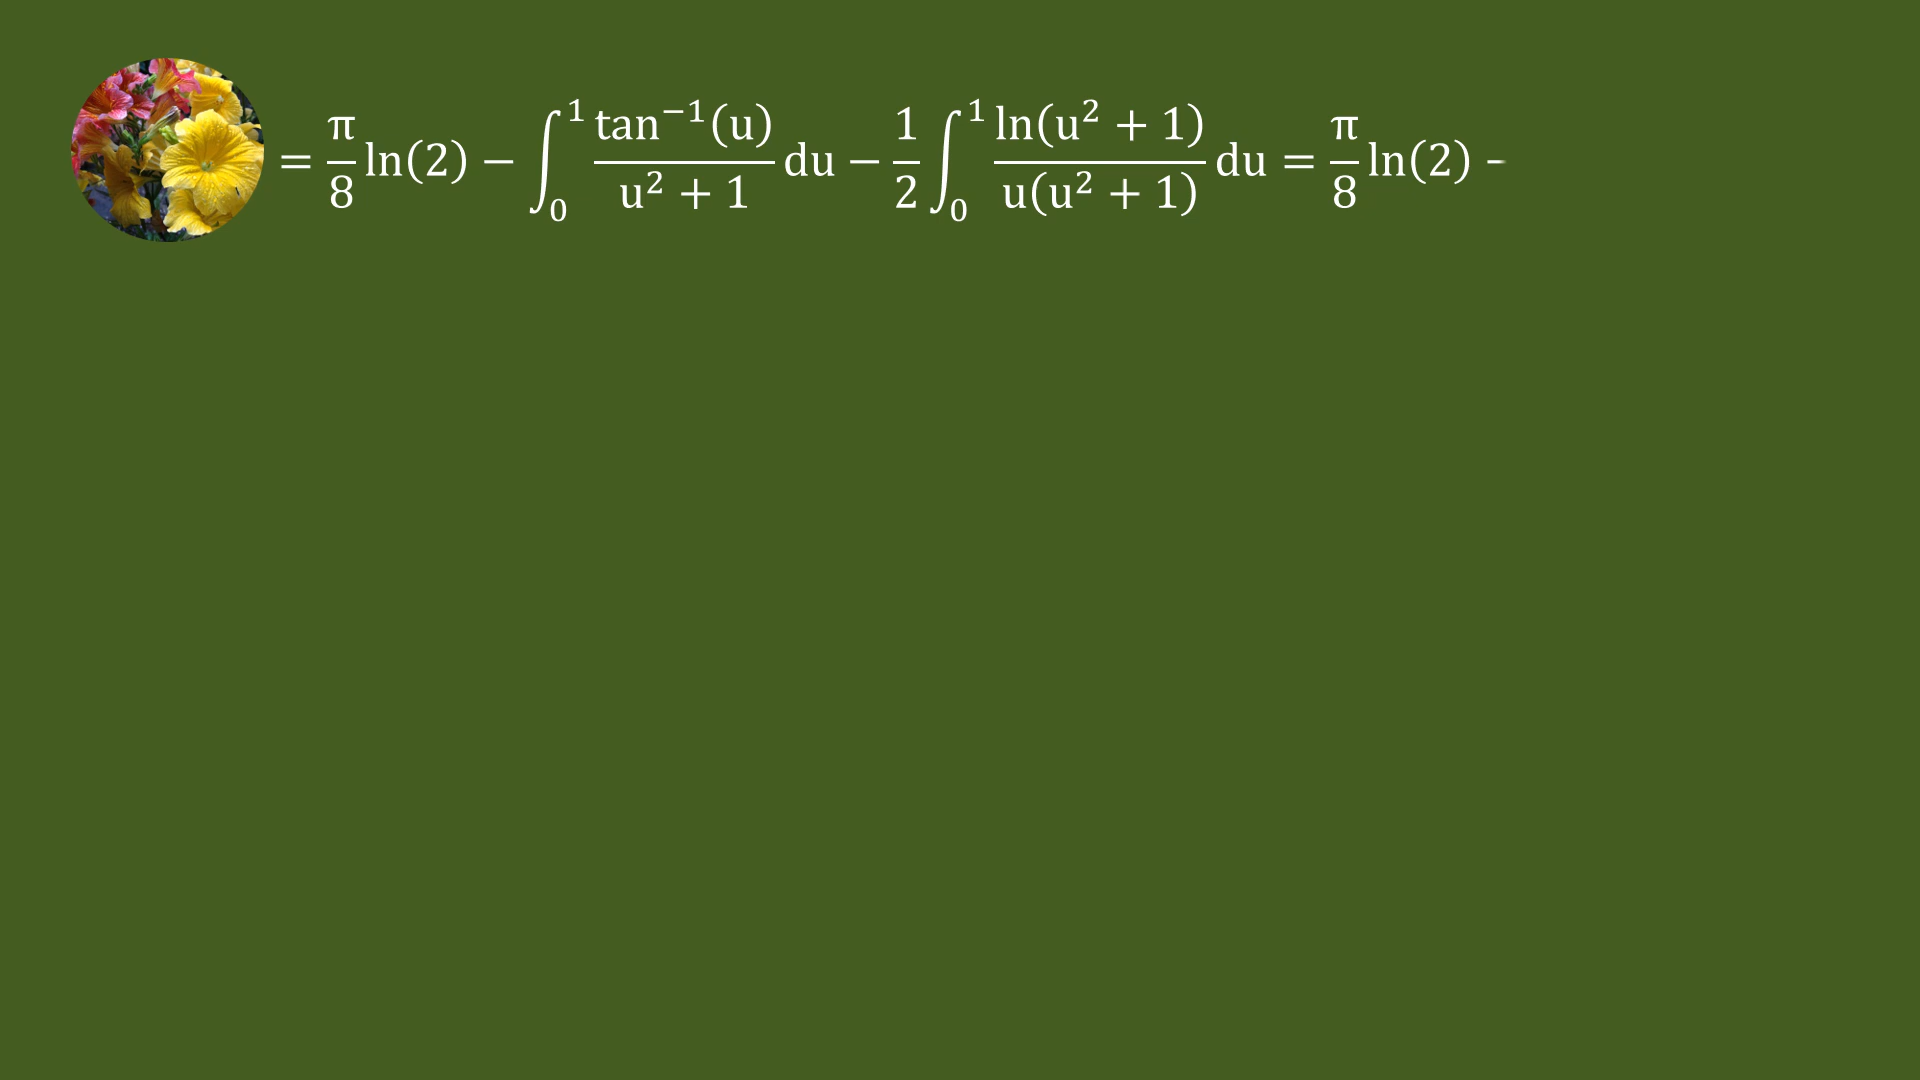 = π/8 ln(2) − ∫₀¹ tan⁻¹(u)/(u² + 1) du − 1/2 ∫₀¹ ln(u² + 1)/(u(u² + 1)) du = π/8 ln(2) −